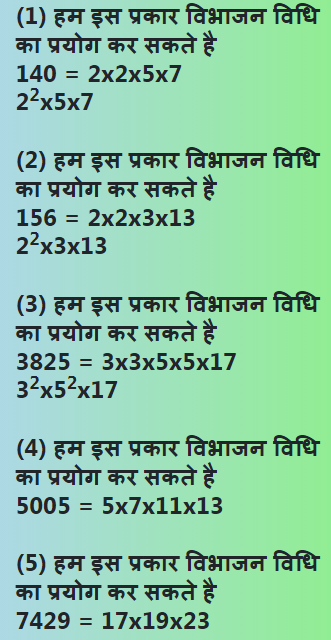 (1) हम इस प्रकार विभाजन विधि
का प्रयोग कर सकते है
140 = 2x2x5x7
2²x5x7
(2) हम इस प्रकार विभाजन विधि
का प्रयोग कर सकते है
156 = 2x2x3x13
2²x3x13
(3) हम इस प्रकार विभाजन विधि
का प्रयोग कर सकते है
3825 = 3x3x5x5x17
3²x5²x17
(4) हम इस प्रकार विभाजन विधि
का प्रयोग कर सकते है
5005 = 5x7x11x13
(5) हम इस प्रकार विभाजन विधि
का प्रयोग कर सकते है
7429 = 17x19x23